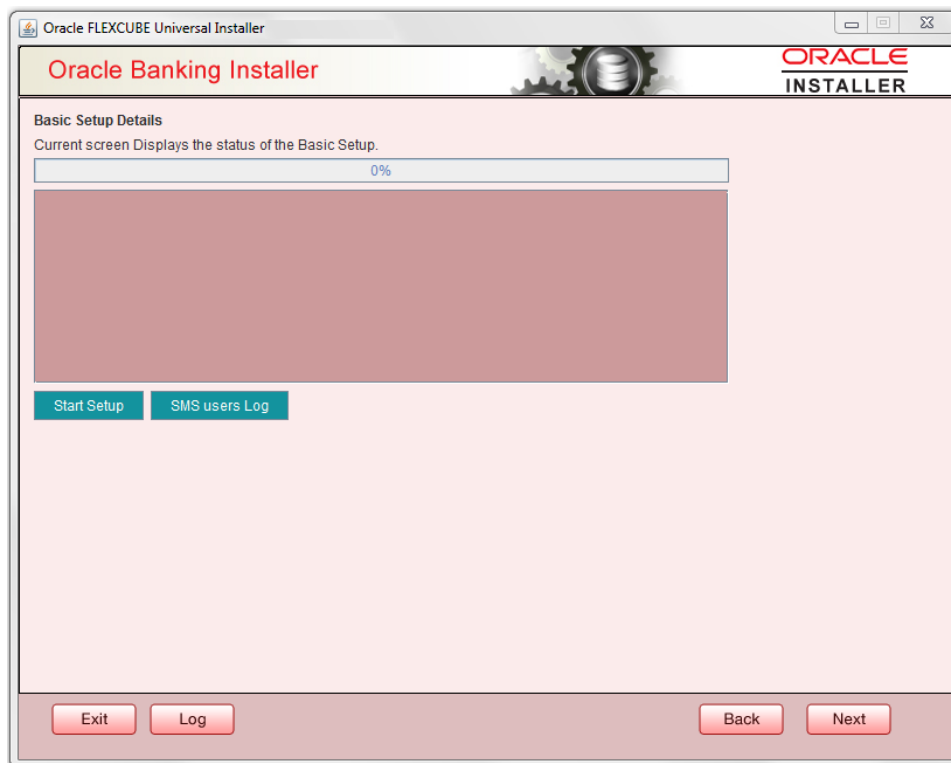 Oracle FLEXCUBE Universal Installer
Oracle Banking Installer
ORACLE
INSTALLER
Basic Setup Details
Current screen Displays the status of the Basic Setup.
0%
Start Setup SMS users Log
Exit Log Back Next